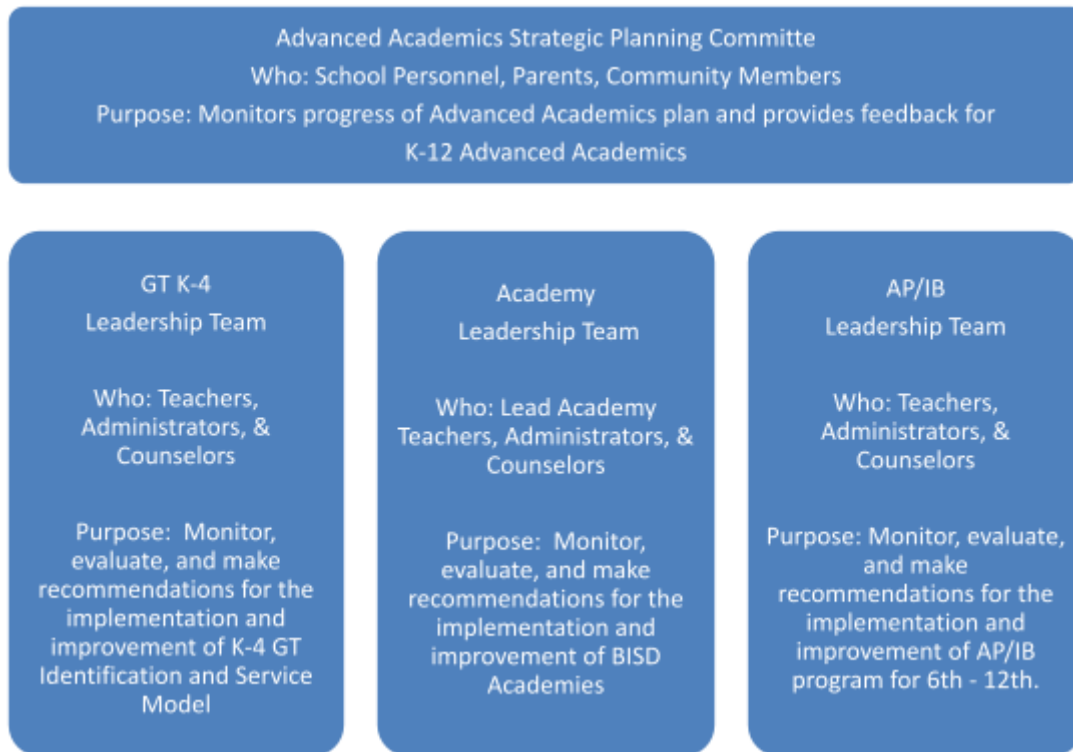 Advanced Academics Strategic Planning Committe
Who: School Personnel, Parents, Community Members
Purpose: Monitors progress of Advanced Academics plan and provides feedback for
K-12 Advanced Academics
GT K-4
Leadership Team
Who: Teachers,
Administrators, &
Counselors
Purpose:  Monitor,
evaluate, and make
recommendations for the
implementation and
improvement of K-4 GT
Identification and Service
Model
Academy
Leadership Team
Who: Lead Academy
Teachers, Administrators, &
Counselors
Purpose:  Monitor,
evaluate, and make
recommendations for the
implementation and
improvement of BISD
Academies
AP/IB
Leadership Team
Who: Teachers,
Administrators, &
Counselors
Purpose: Monitor, evaluate,
and make
recommendations for the
implementation and
improvement of AP/IB
program for 6th - 12th.